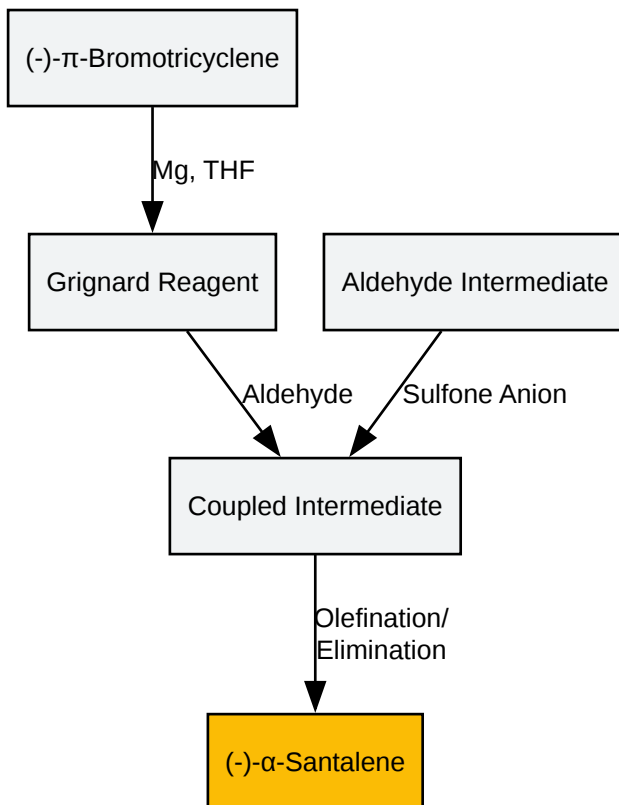 (-)-π-Bromotricyclene
Mg, THF
Grignard Reagent
Aldehyde Intermediate
Aldehyde
Sulfone Anion
Coupled Intermediate
Olefination/
Elimination
(-)-α-Santalene